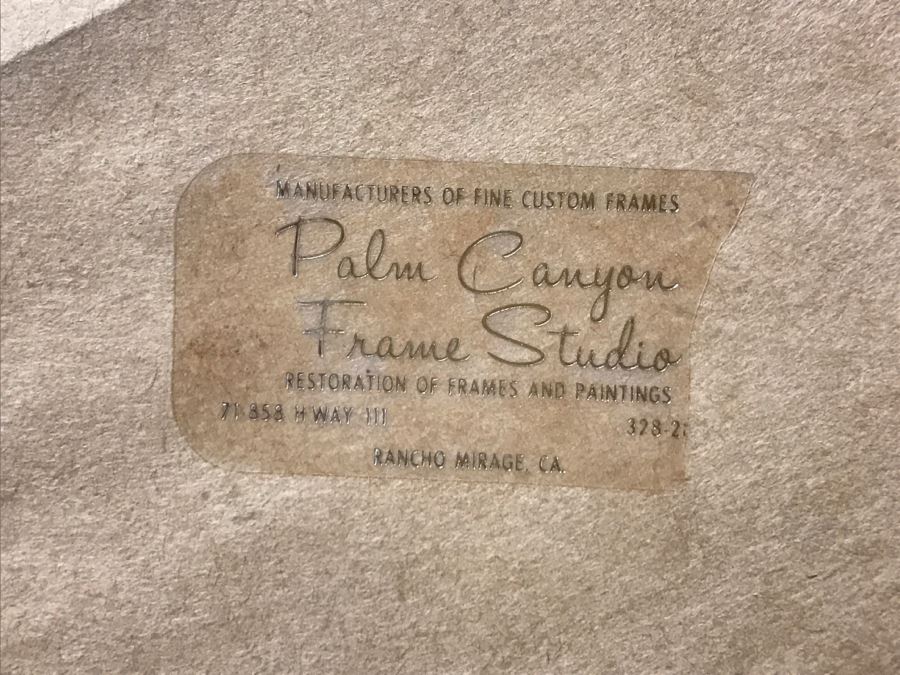 MANUFACTURERS OF FINE CUSTOM FRAMES
Palm Canyon
Frame Studio
RESTORATION OF FRAMES AND PAINTINGS
71-858 HWAY 111
RANCHO MIRAGE, CA.